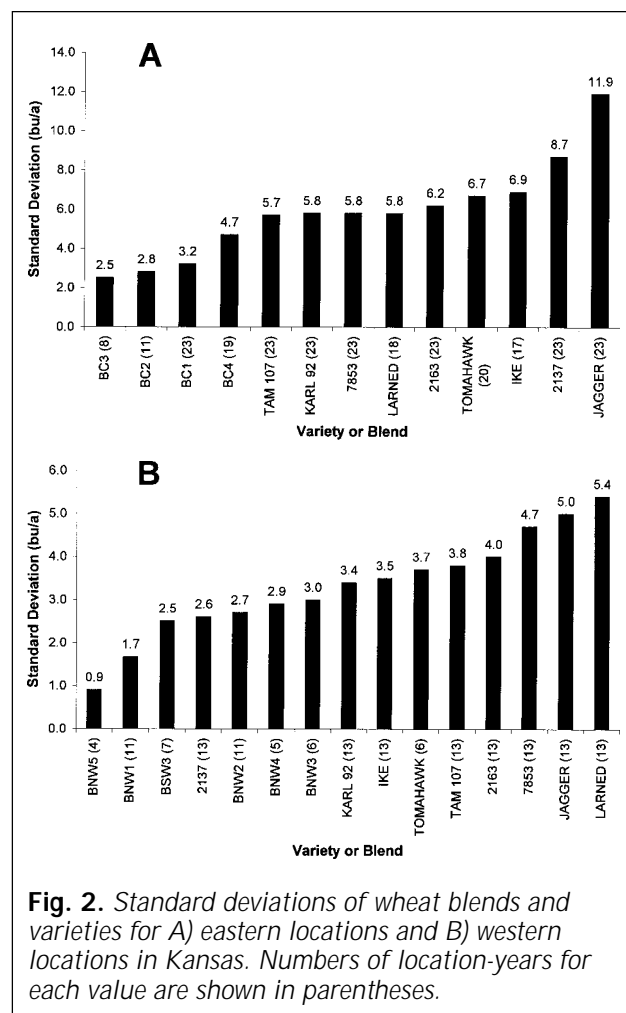 A
Standard Deviation (bu/a)
14.0
12.0
10.0
8.0
6.0
4.0
2.0
0.0
2.5
2.8
3.2
4.7
5.7
5.8
5.8
5.8
6.2
6.7
6.9
8.7
11.9
BC3 (8)
BC2 (11)
BC1 (23)
BC4 (19)
TAM 107 (23)
KARL 92 (23)
7853 (23)
LARNED (18)
2163 (23)
TOMAHAWK
(20)
IKE (17)
2137 (23)
JAGGER (23)
Variety or Blend
B
Standard Deviation (bu/a)
6.0
5.0
4.0
3.0
2.0
1.0
0.0
0.9
1.7
2.5
2.6
2.7
2.9
3.0
3.4
3.5
3.7
3.8
4.0
4.7
5.0
5.4
BNW5 (4)
BNW1 (11)
BSW3 (7)
2137 (13)
BNW2 (11)
BNW4 (5)
BNW3 (6)
KARL 92 (13)
IKE (13)
TOMAHAWK (6)
TAM 107 (13)
2163 (13)
7853 (13)
JAGGER (13)
LARNED (13)
Variety or Blend
Fig. 2. Standard deviations of wheat blends and
varieties for A) eastern locations and B) western
locations in Kansas. Numbers of location-years for
each value are shown in parentheses.